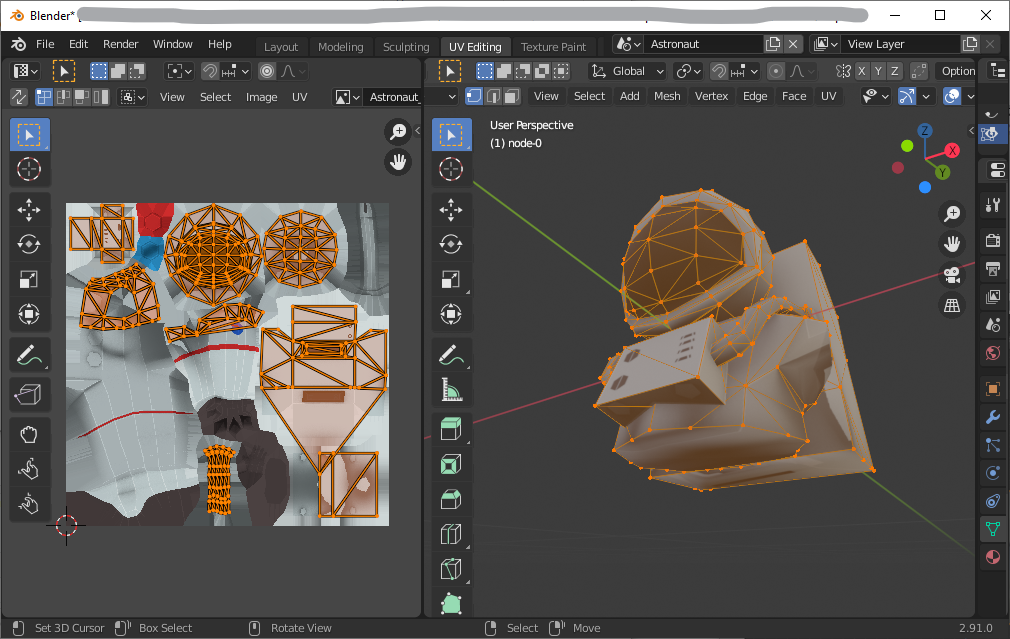 Blender*
File Edit Render Window Help Layout Modeling Sculpting UV Editing Texture Paint Astronaut View Layer
Global X Y Z Option
View Select Image UV Astronaut_ View Select Add Mesh Vertex Edge Face UV
User Perspective
(1) node-0
Z
X
Y
Set 3D Cursor Box Select Rotate View Select Move 2.91.0